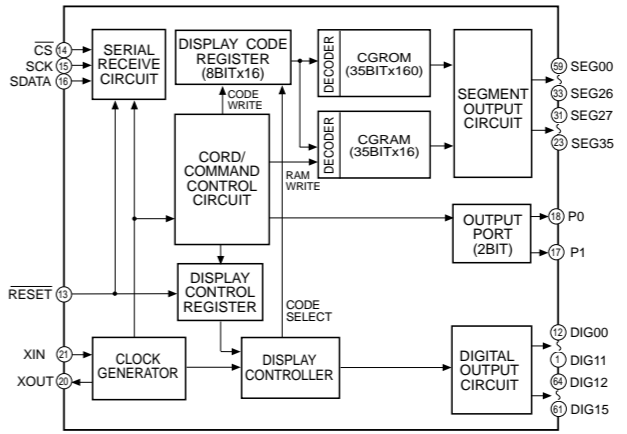 CS
14
SCK
15
SDATA
16
SERIAL
RECEIVE
CIRCUIT
DISPLAY CODE
REGISTER
(8BITx16)
DECODER
CGROM
(35BITx160)
SEGMENT
OUTPUT
CIRCUIT
59
SEG00
33
SEG26
31
SEG27
23
SEG35
CODE
WRITE
DECODER
CGRAM
(35BITx16)
CORD/
COMMAND
CONTROL
CIRCUIT
RAM
WRITE
OUTPUT
PORT
(2BIT)
18
P0
17
P1
RESET
13
DISPLAY
CONTROL
REGISTER
CODE
SELECT
XIN
21
XOUT
20
CLOCK
GENERATOR
DISPLAY
CONTROLLER
DIGITAL
OUTPUT
CIRCUIT
12
DIG00
1
DIG11
64
DIG12
61
DIG15